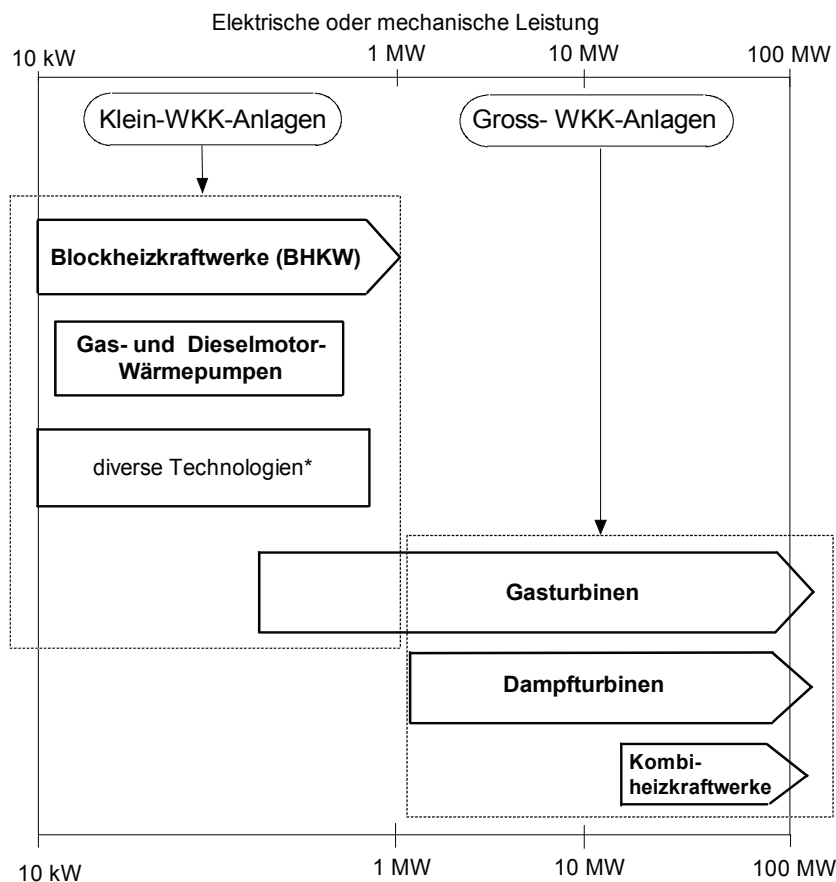 Elektrische oder mechanische Leistung
10 kW 1 MW 10 MW 100 MW
Klein-WKK-Anlagen
Gross- WKK-Anlagen
Blockheizkraftwerke (BHKW)
Gas- und Dieselmotor-
Wärmepumpen
diverse Technologien*
Gasturbinen
Dampfturbinen
Kombi-
heizkraftwerke
10 kW 1 MW 10 MW 100 MW